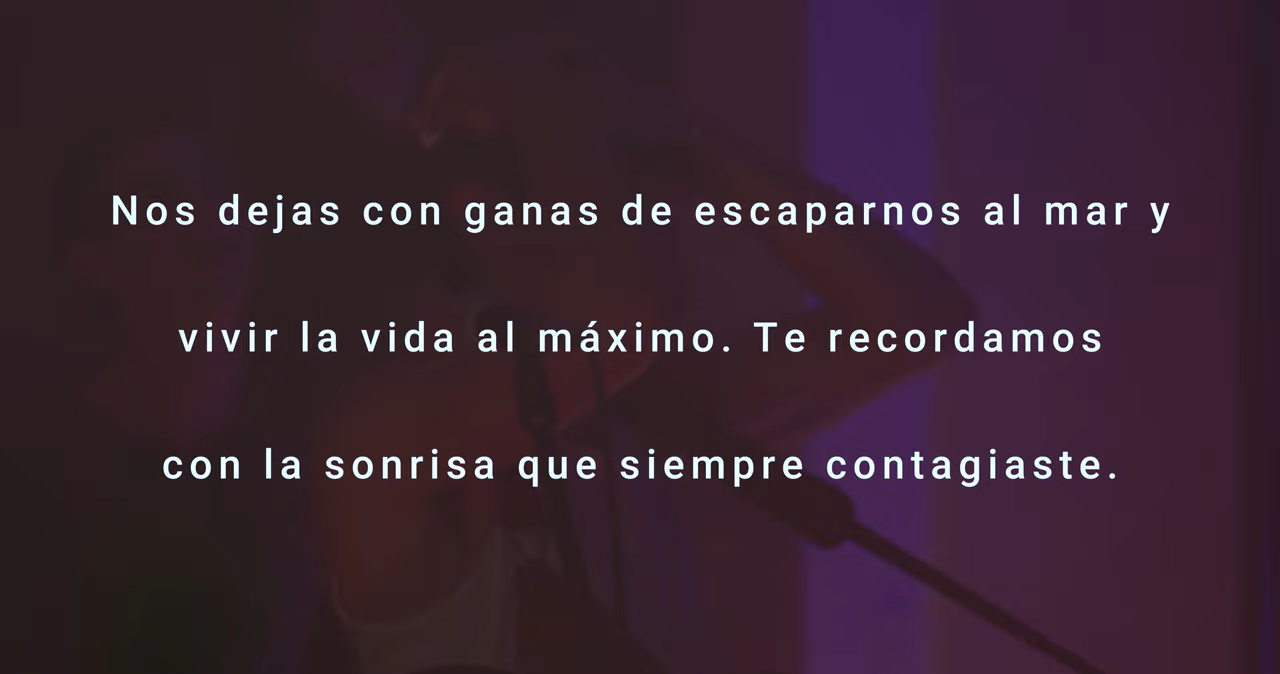 Nos dejas con ganas de escaparnos al mar y
vivir la vida al máximo. Te recordamos
con la sonrisa que siempre contagiaste.